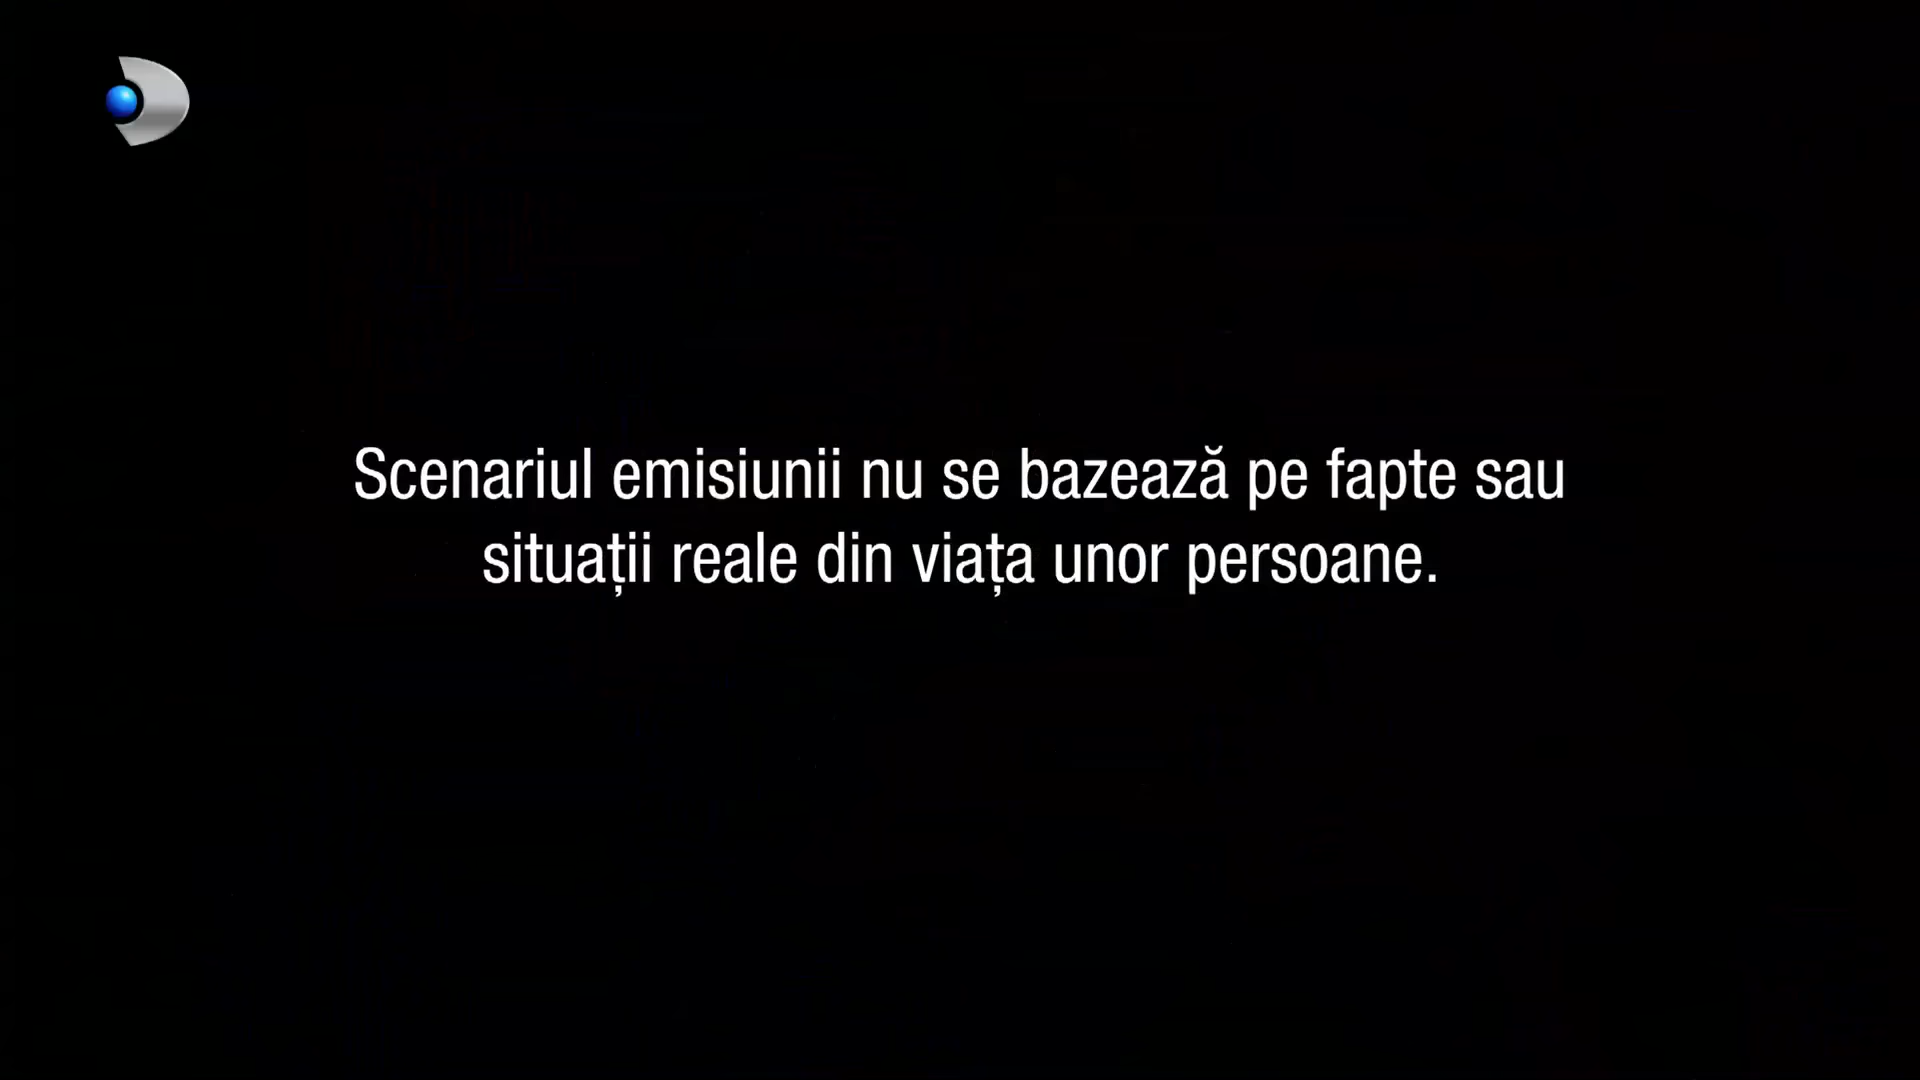 Scenariul emisiunii nu se bazează pe fapte sau
situații reale din viața unor persoane.